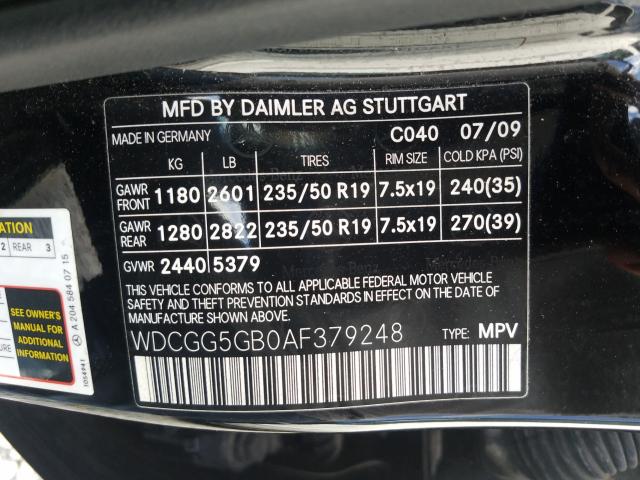 MFD BY DAIMLER AG STUTTGART
MADE IN GERMANY C040 07/09
KG LB TIRES RIM SIZE COLD KPA (PSI)
GAWR FRONT 1180 2601 235/50 R19 7.5x19 240(35)
GAWR REAR 1280 2822 235/50 R19 7.5x19 270(39)
GVWR 2440 5379
THIS VEHICLE CONFORMS TO ALL APPLICABLE FEDERAL MOTOR VEHICLE
SAFETY AND THEFT PREVENTION STANDARDS IN EFFECT ON THE DATE OF
MANUFACTURE SHOWN ABOVE.
WDCGG5GB0AF379248 TYPE: MPV
2 REAR 3
SEE OWNER'S
MANUAL FOR
ADDITIONAL
INFORMATION
A 204 584 07 15